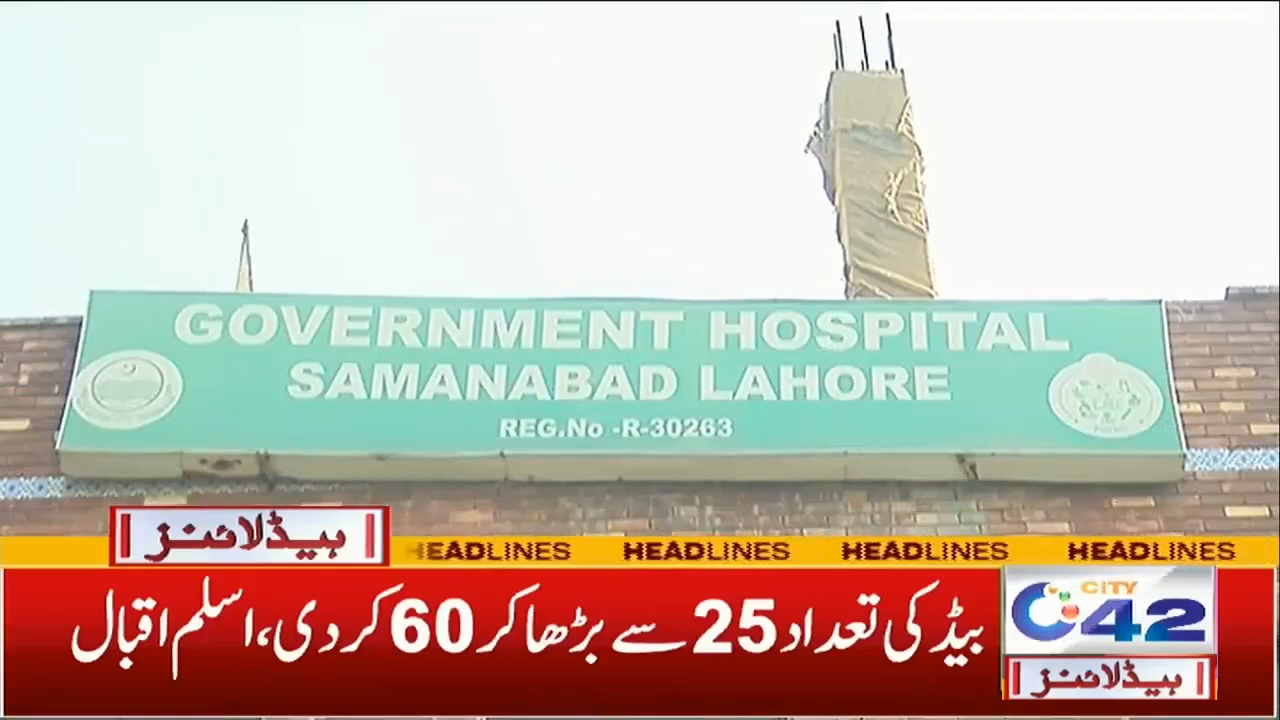 GOVERNMENT HOSPITAL
SAMANABAD LAHORE
REG.No -R-30263
ہیڈلائنز
HEADLINES HEADLINES HEADLINES HEADLINES
بیڈ کی تعداد 25 سے بڑھا کر 60 کر دی، اسلم اقبال
CITY
42
ہیڈلائنز